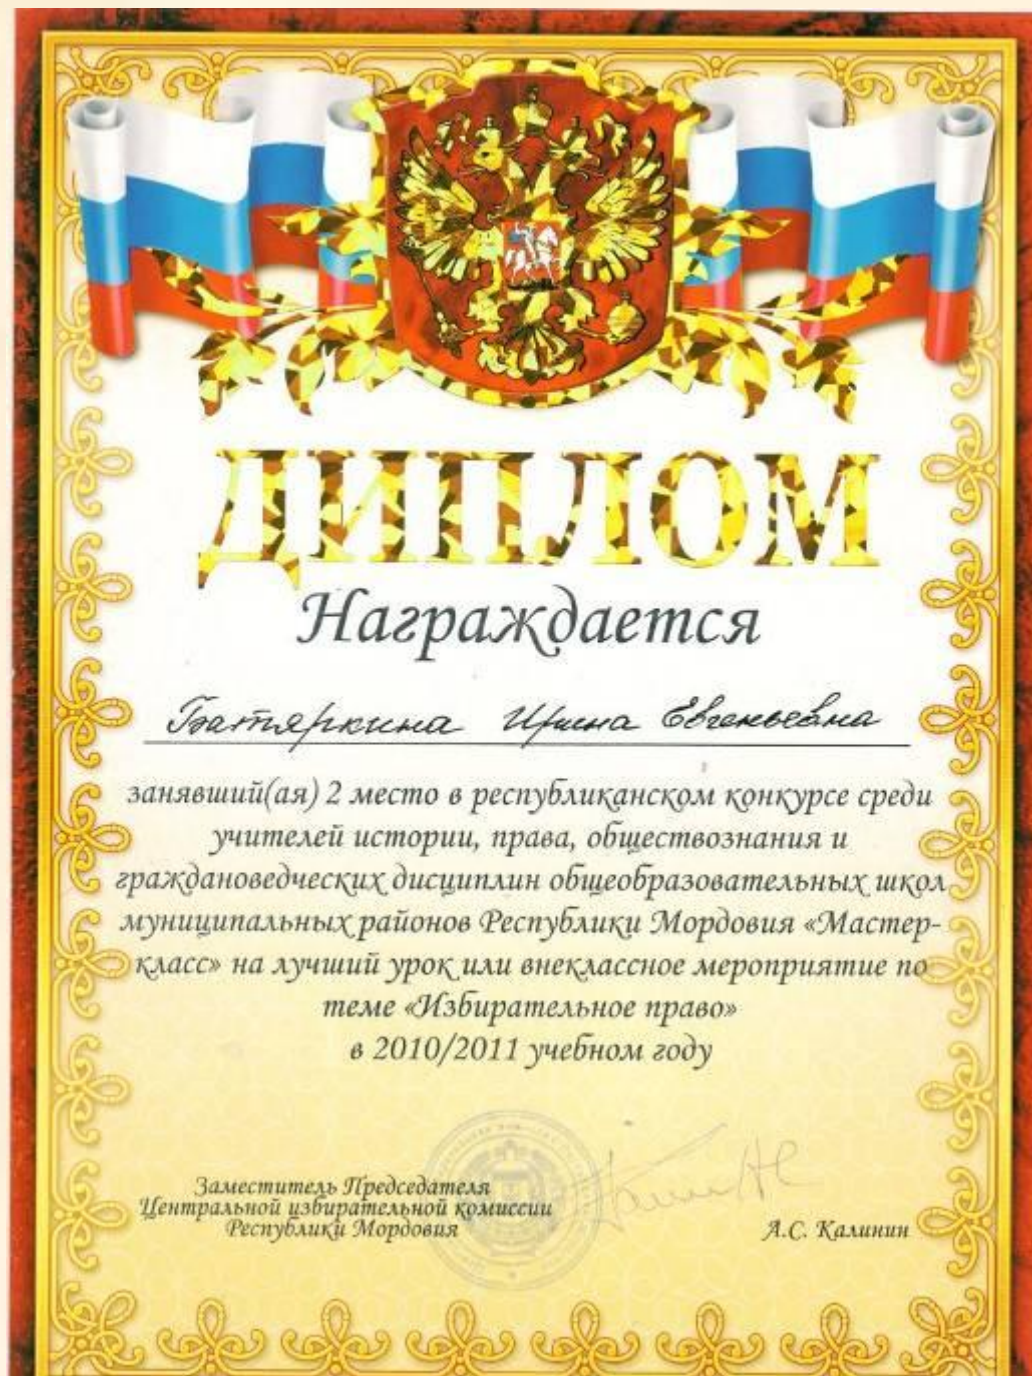 ДИПЛОМ
Награждается
Батяркина Ирина Евгеньевна
занявший(ая) 2 место в республиканском конкурсе среди
учителей истории, права, обществознания и
граждановедческих дисциплин общеобразовательных школ
муниципальных районов Республики Мордовия «Мастер-
класс» на лучший урок или внеклассное мероприятие по
теме «Избирательное право»
в 2010/2011 учебном году
Заместитель Председателя
Центральной избирательной комиссии
Республики Мордовия
А.С. Калинин